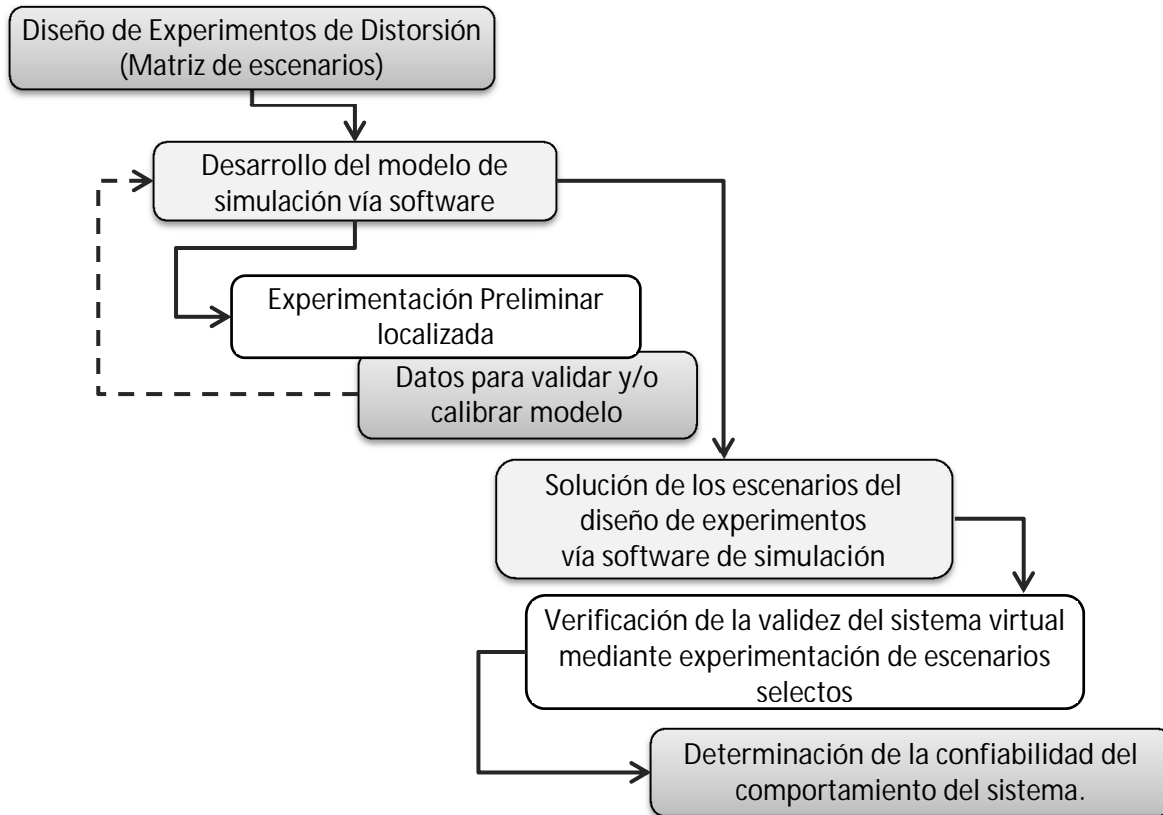 Diseño de Experimentos de Distorsión
(Matriz de escenarios)
Desarrollo del modelo de
simulación vía software
Experimentación Preliminar
localizada
Datos para validar y/o
calibrar modelo
Solución de los escenarios del
diseño de experimentos
vía software de simulación
Verificación de la validez del sistema virtual
mediante experimentación de escenarios
selectos
Determinación de la confiabilidad del
comportamiento del sistema.